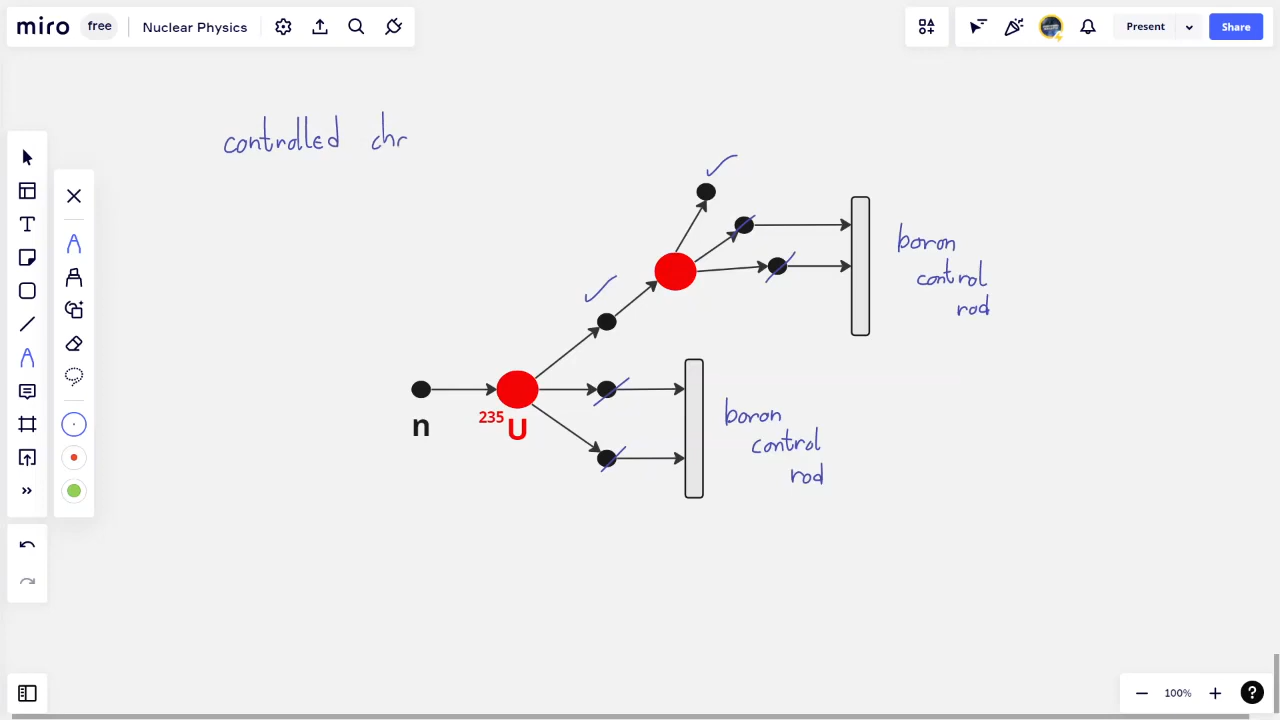 miro free Nuclear Physics
Present Share
controlled chr
boron
control
rod
n
235
U
boron
control
rod
100%